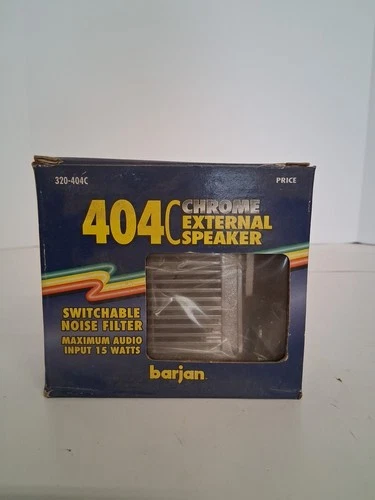 320-404C
PRICE
404C CHROME
EXTERNAL
SPEAKER
SWITCHABLE
NOISE FILTER
MAXIMUM AUDIO
INPUT 15 WATTS
barjan